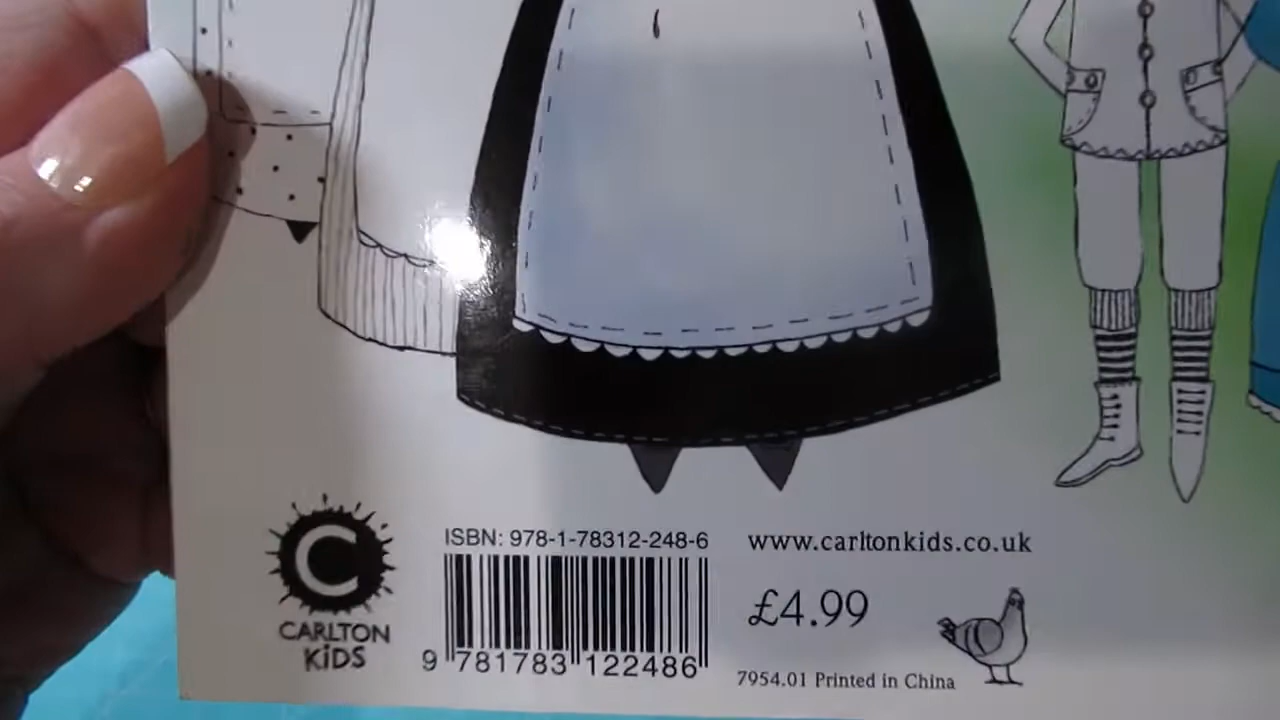 C
CARLTON
KiDS
ISBN: 978-1-78312-248-6
9 781783 122486
www.carltonkids.co.uk
£4.99
7954.01 Printed in China